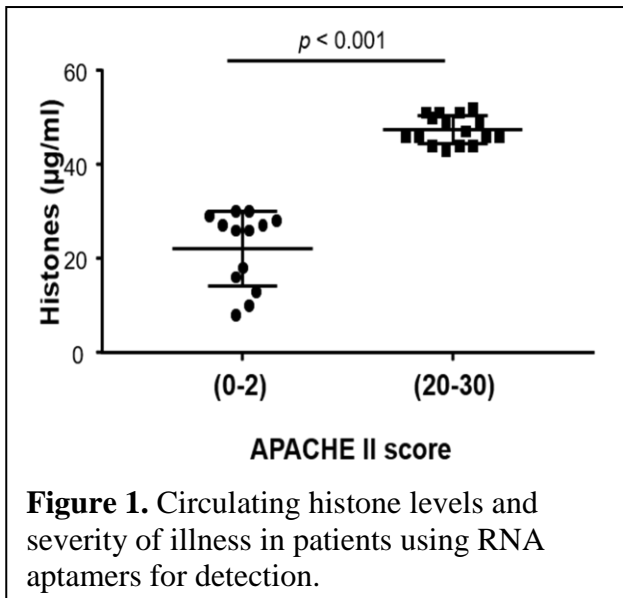 p < 0.001
60
40
20
0
Histones (µg/ml)
(0-2)
(20-30)
APACHE II score
Figure 1. Circulating histone levels and
severity of illness in patients using RNA
aptamers for detection.